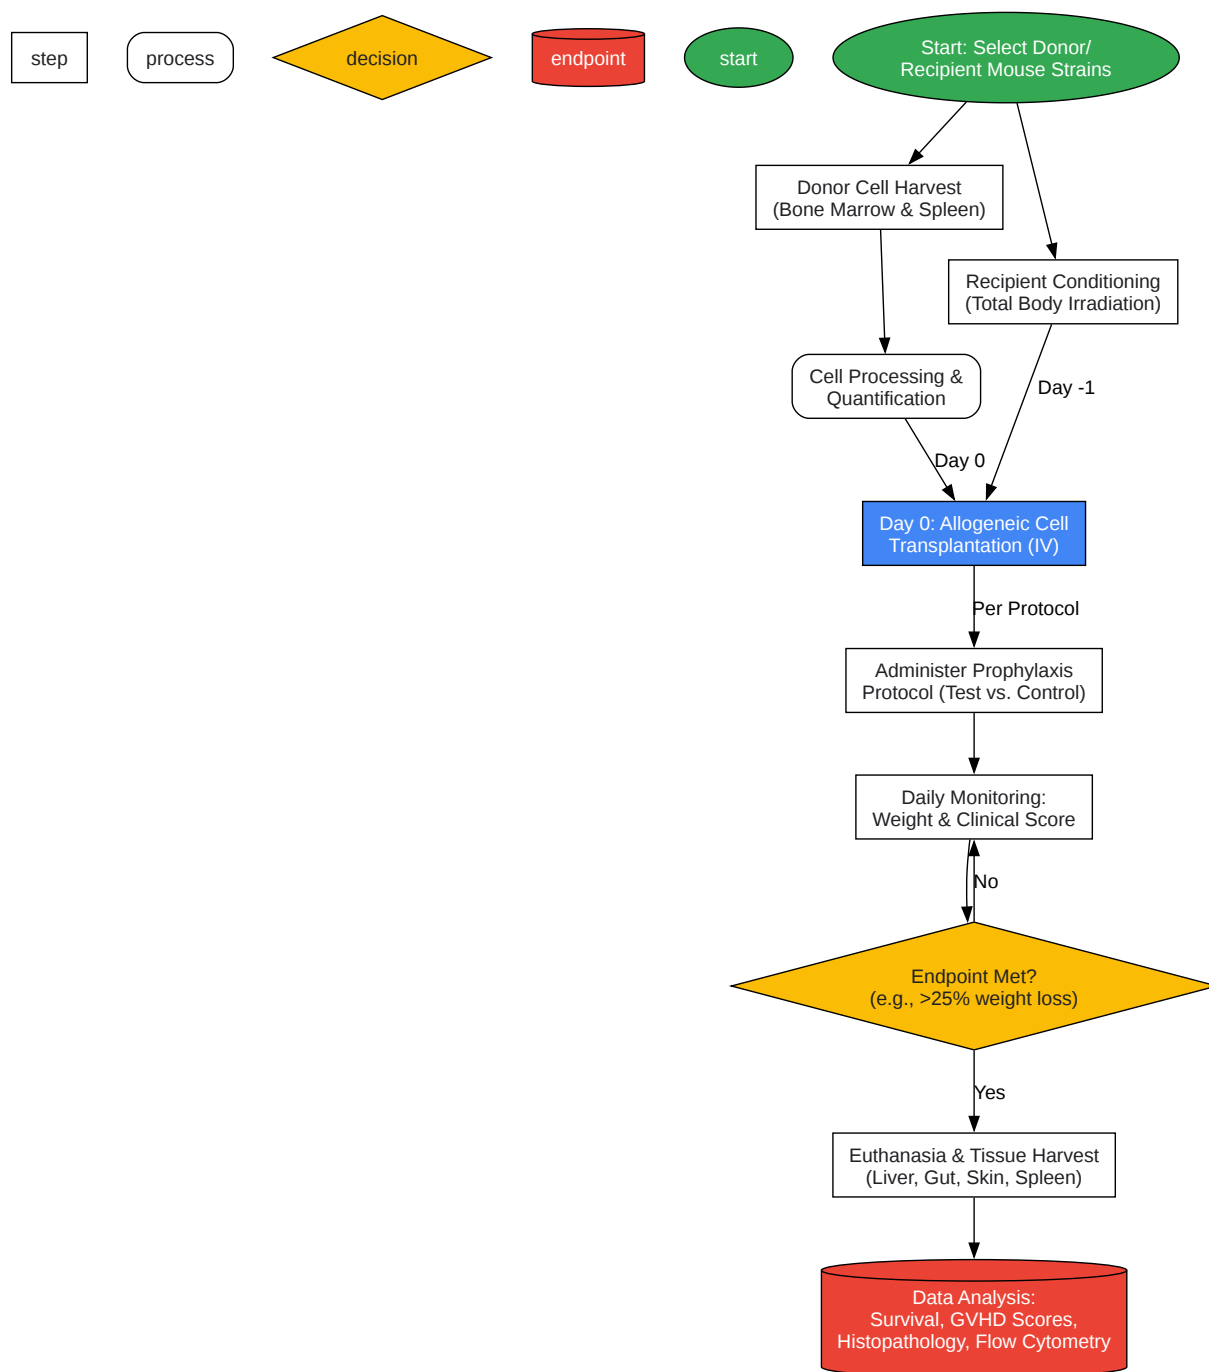 step
process
decision
endpoint
start
Start: Select Donor/
Recipient Mouse Strains
Donor Cell Harvest
(Bone Marrow & Spleen)
Recipient Conditioning
(Total Body Irradiation)
Cell Processing &
Quantification
Day -1
Day 0
Day 0: Allogeneic Cell
Transplantation (IV)
Per Protocol
Administer Prophylaxis
Protocol (Test vs. Control)
Daily Monitoring:
Weight & Clinical Score
No
Endpoint Met?
(e.g., >25% weight loss)
Yes
Euthanasia & Tissue Harvest
(Liver, Gut, Skin, Spleen)
Data Analysis:
Survival, GVHD Scores,
Histopathology, Flow Cytometry